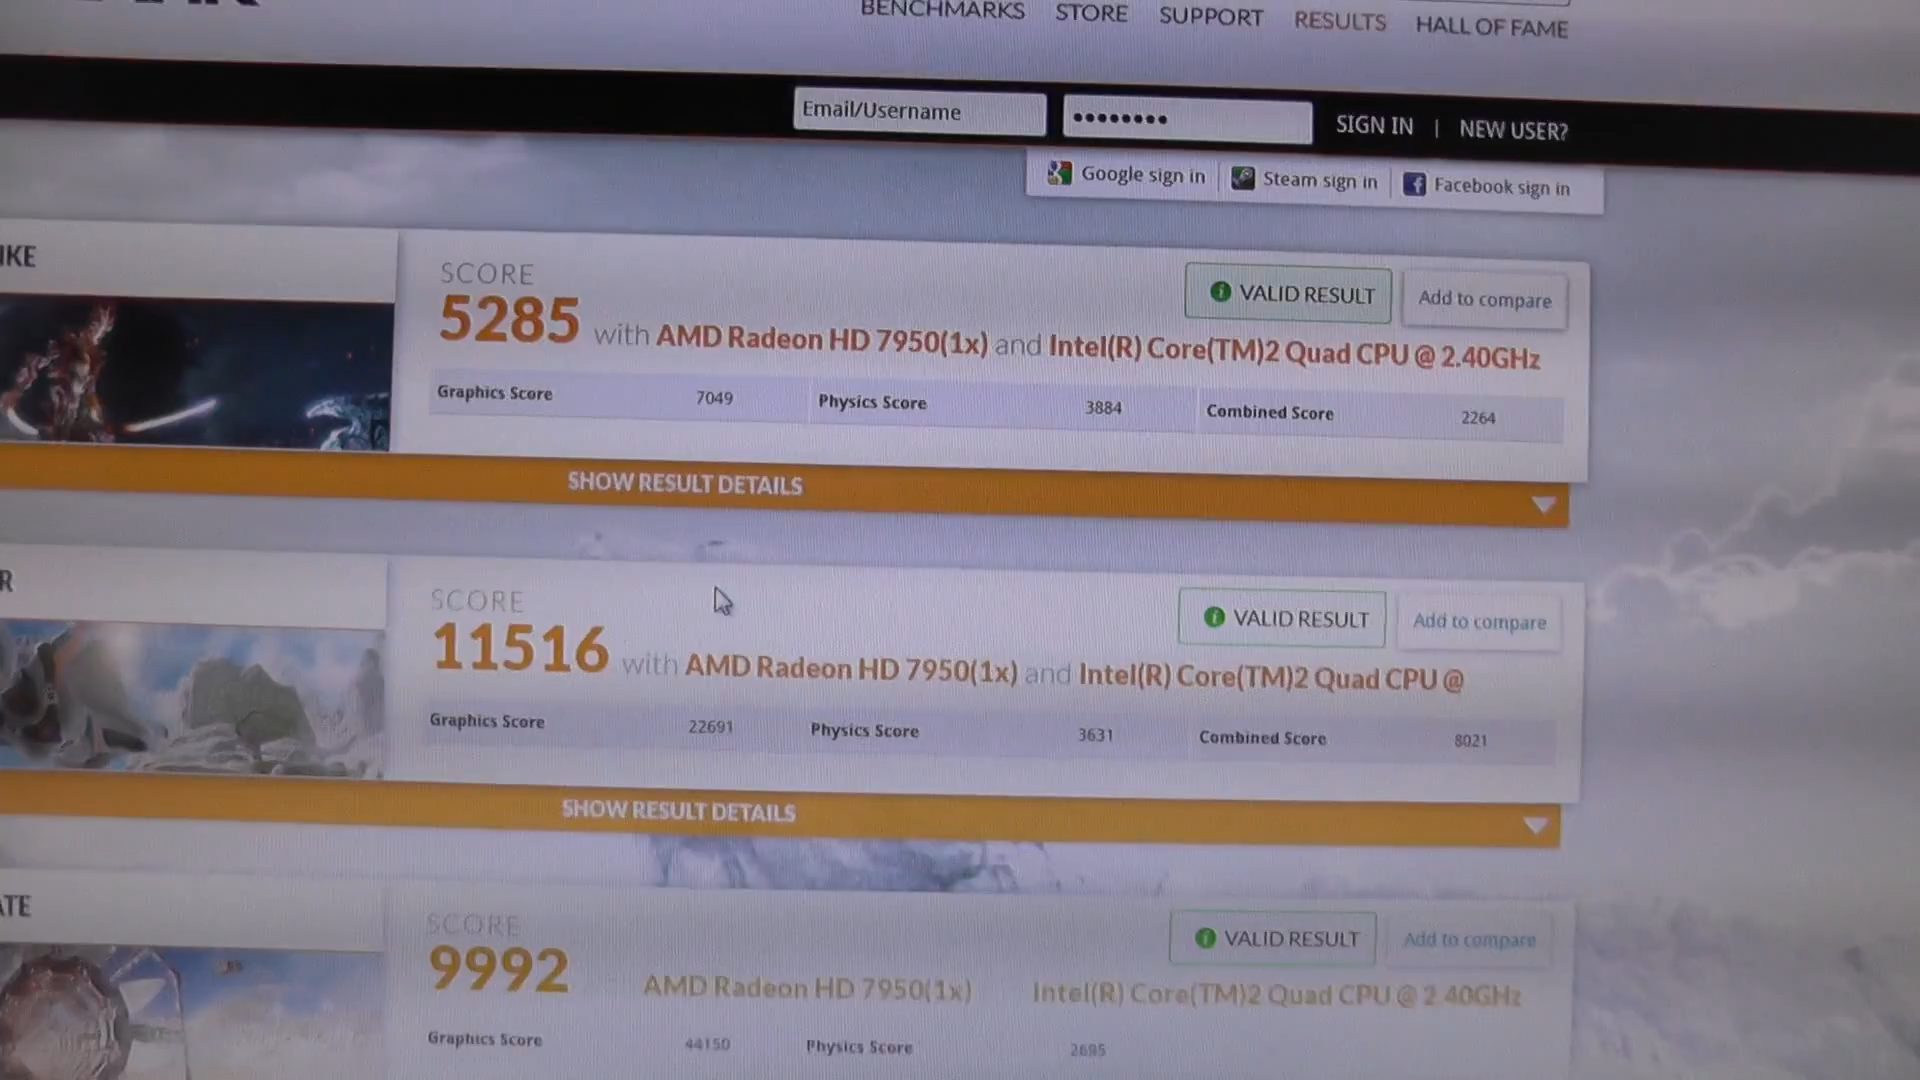 BENCHMARKS STORE SUPPORT RESULTS HALL OF FAME
Email/Username •••••••• SIGN IN | NEW USER?
Google sign in Steam sign in Facebook sign in
IKE
SCORE
VALID RESULT Add to compare
5285 with AMD Radeon HD 7950(1x) and Intel(R) Core(TM)2 Quad CPU @ 2.40GHz
Graphics Score 7049 Physics Score 3884 Combined Score 2264
SHOW RESULT DETAILS
R
SCORE
VALID RESULT Add to compare
11516 with AMD Radeon HD 7950(1x) and Intel(R) Core(TM)2 Quad CPU @
Graphics Score 22691 Physics Score 3631 Combined Score 8021
SHOW RESULT DETAILS
ATE
SCORE
VALID RESULT Add to compare
9992 AMD Radeon HD 7950(1x) Intel(R) Core(TM)2 Quad CPU @ 2.40GHz
Graphics Score 44150 Physics Score 2695